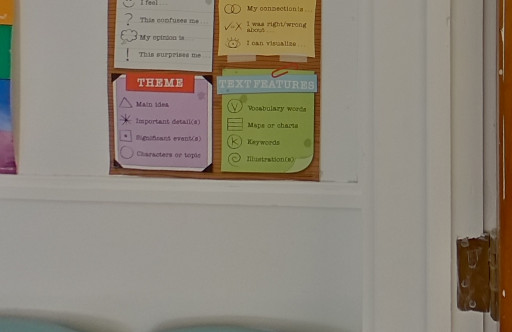 I feel...
This confuses me...
My opinion is...
This surprises me...
My connection is...
I was right/wrong
about...
I can visualize...
THEME
Main idea
Important detail(s)
Significant event(s)
Characters or topic
TEXT FEATURES
Vocabulary words
Maps or charts
Keywords
Illustration(s)